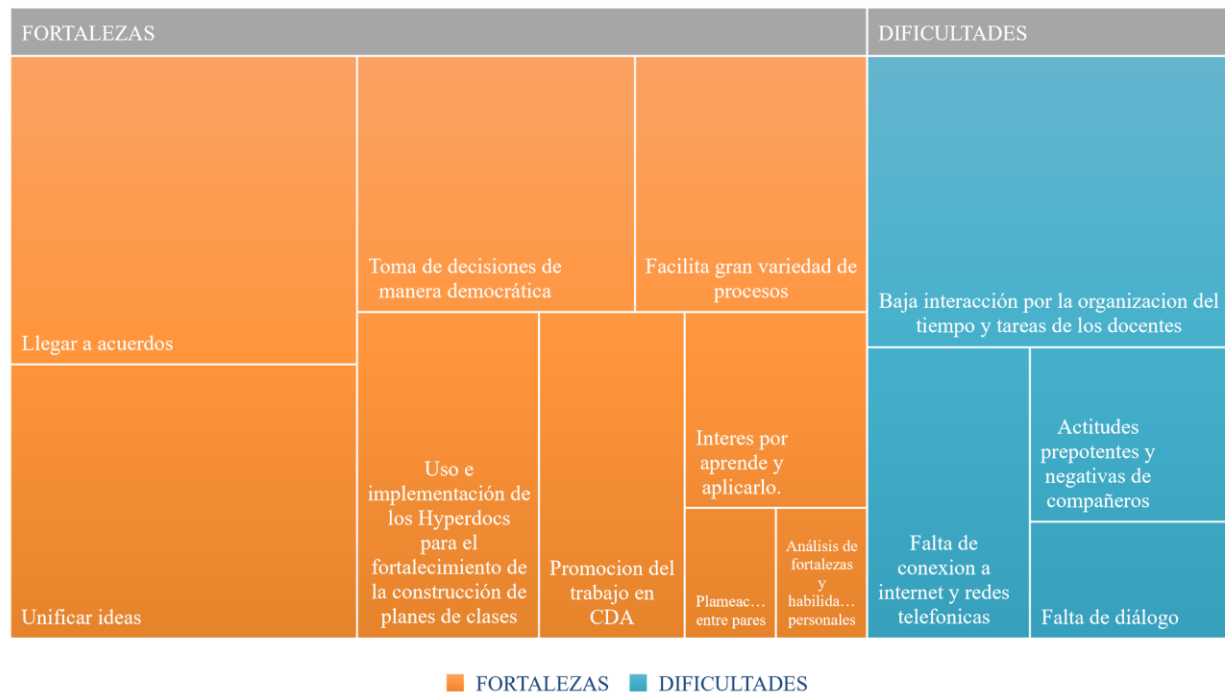 FORTALEZAS
DIFICULTADES
Llegar a acuerdos
Unificar ideas
Toma de decisiones de
manera democrática
Facilita gran variedad de
procesos
Uso e
implementación de
los Hyperdocs
para el
fortalecimiento de
la construcción de
planes de clases
Promocion del
trabajo en
CDA
Interes por
aprende y
aplicarlo.
Plameac...
entre pares
Análisis de
fortalezas
y
habilida...
personales
Baja interacción por la organizacion del
tiempo y tareas de los docentes
Falta de
conexion a
internet y redes
telefonicas
Actitudes
prepotentes y
negativas de
compañeros
Falta de diálogo
FORTALEZAS
DIFICULTADES